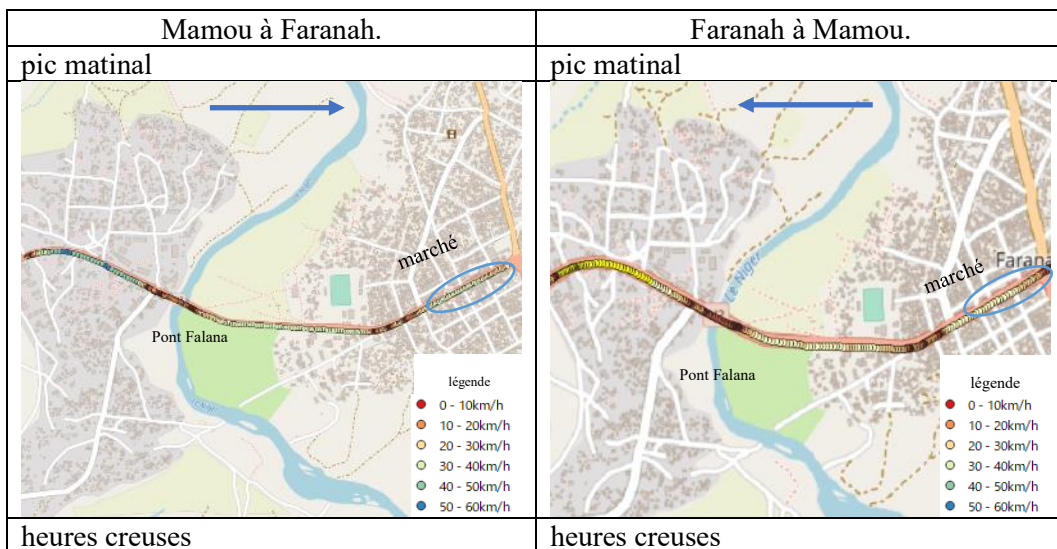 Mamou à Faranah.
Faranah à Mamou.
pic matinal
pic matinal
marché
Pont Falana
légende
0 - 10km/h
10 - 20km/h
20 - 30km/h
30 - 40km/h
40 - 50km/h
50 - 60km/h
Le Niger
Farana
marché
Pont Falana
légende
0 - 10km/h
10 - 20km/h
20 - 30km/h
30 - 40km/h
40 - 50km/h
50 - 60km/h
heures creuses
heures creuses